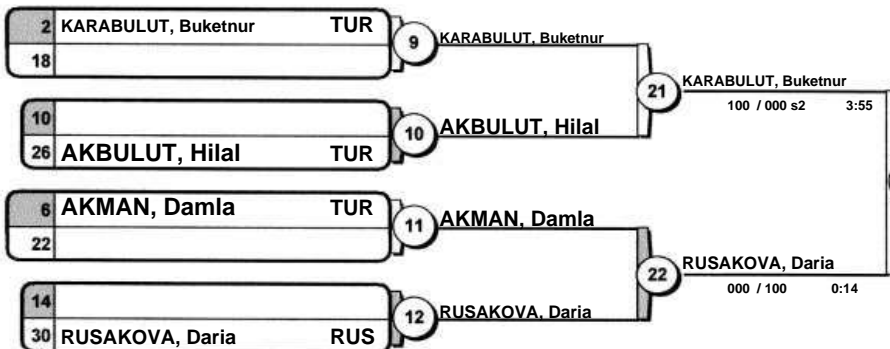 2 KARABULUT, Buketnur TUR
18
9 KARABULUT, Buketnur
10
26 AKBULUT, Hilal TUR
10 AKBULUT, Hilal
21 KARABULUT, Buketnur
100 / 000 s2 3:55
6 AKMAN, Damla TUR
22
11 AKMAN, Damla
14
30 RUSAKOVA, Daria RUS
12 RUSAKOVA, Daria
22 RUSAKOVA, Daria
000 / 100 0:14